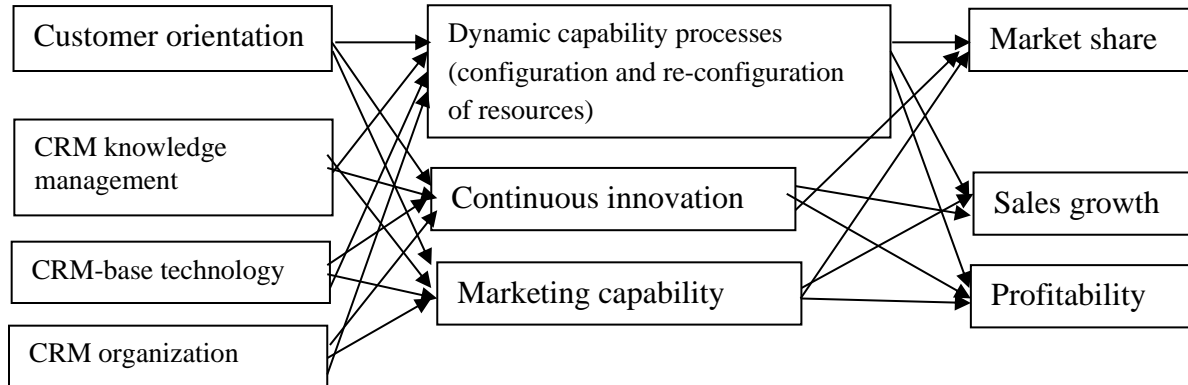 Customer orientation
CRM knowledge
management
CRM-base technology
CRM organization
Dynamic capability processes
(configuration and re-configuration
of resources)
Continuous innovation
Marketing capability
Market share
Sales growth
Profitability